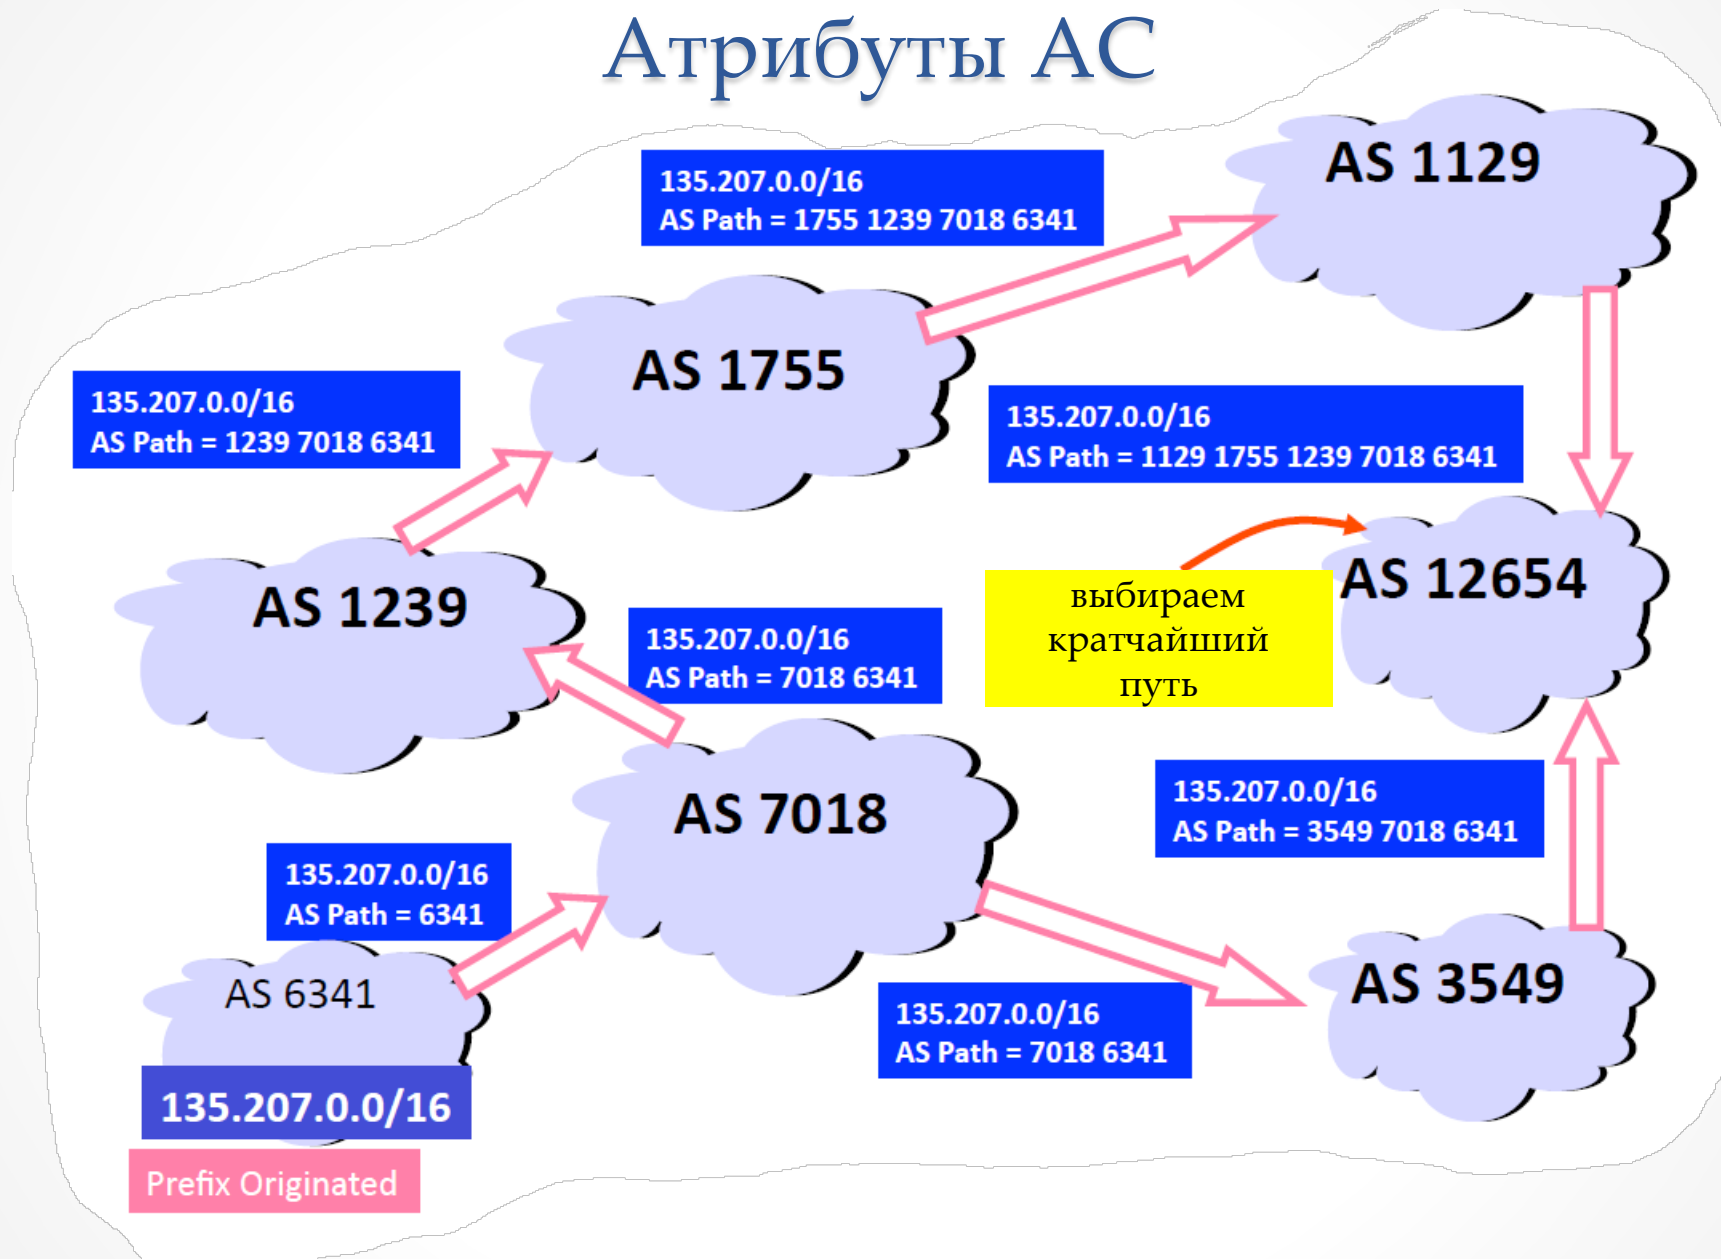 Атрибуты АС
135.207.0.0/16
AS Path = 1755 1239 7018 6341
AS 1129
AS 1755
135.207.0.0/16
AS Path = 1239 7018 6341
135.207.0.0/16
AS Path = 1129 1755 1239 7018 6341
AS 1239
135.207.0.0/16
AS Path = 7018 6341
выбираем
кратчайший
путь
AS 12654
AS 7018
135.207.0.0/16
AS Path = 3549 7018 6341
135.207.0.0/16
AS Path = 6341
AS 6341
135.207.0.0/16
Prefix Originated
135.207.0.0/16
AS Path = 7018 6341
AS 3549